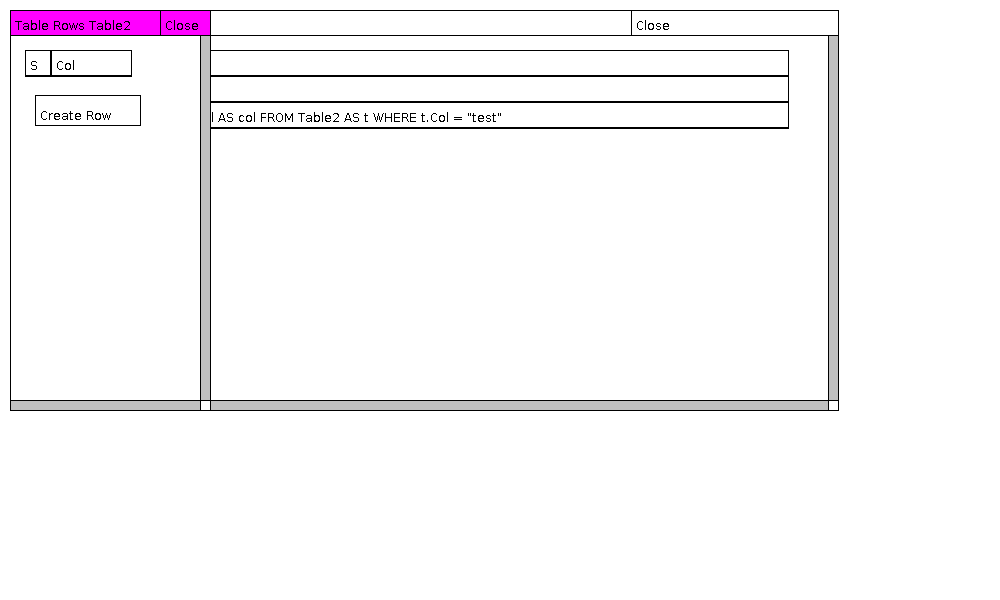 Table Rows Table2 Close Close
S Col
Create Row
l AS col FROM Table2 AS t WHERE t.Col = "test"